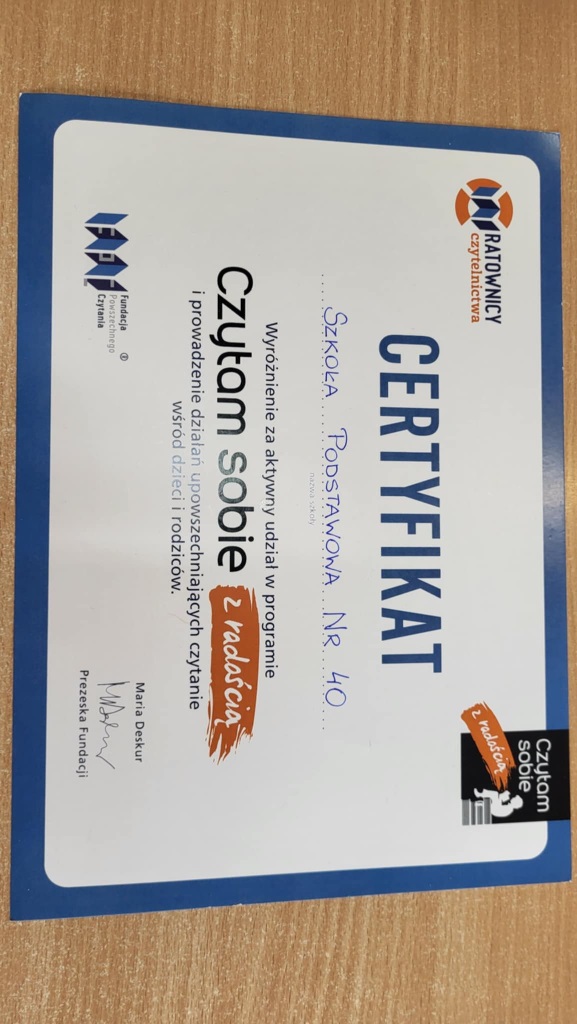 RATOWNICY
czytelnictwa
Czytam
sobie
z radością
CERTYFIKAT
SZKOŁA PODSTAWOWA NR 40
nazwa szkoły
Wyróżnienie za aktywny udział w programie
Czytam sobie z radością
i prowadzenie działań upowszechniających czytanie
wśród dzieci i rodziców.
Fundacja ®
Powszechnego
Czytania
Maria Deskur
Prezeska Fundacji